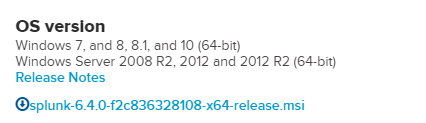 OS version
Windows 7, and 8, 8.1, and 10 (64-bit)
Windows Server 2008 R2, 2012 and 2012 R2 (64-bit)
Release Notes
splunk-6.4.0-f2c836328108-x64-release.msi